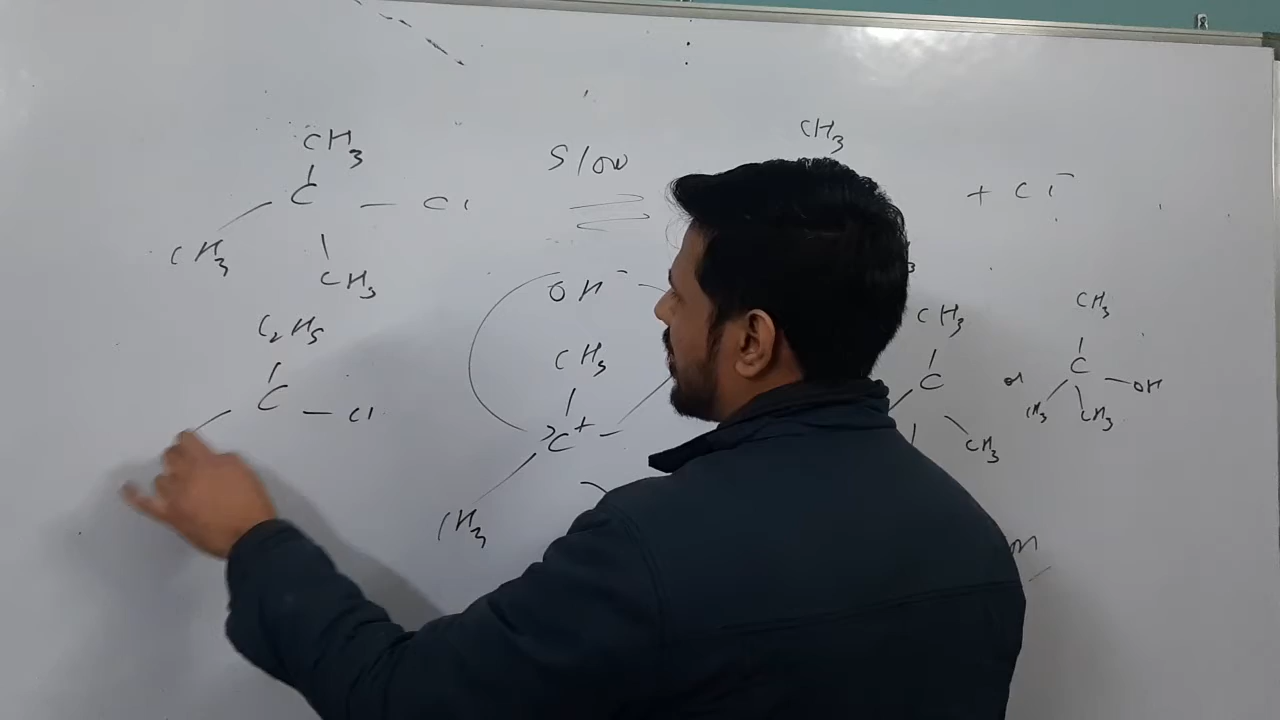 CH3
C — Cl
CH3
CH3
Slow
⇌
CH3
+ Cl⁻
C2H5
C — Cl
OH⁻
CH3
C+
CH3
CH3
C
CH3
or
CH3
C — OH
CH3
CH3